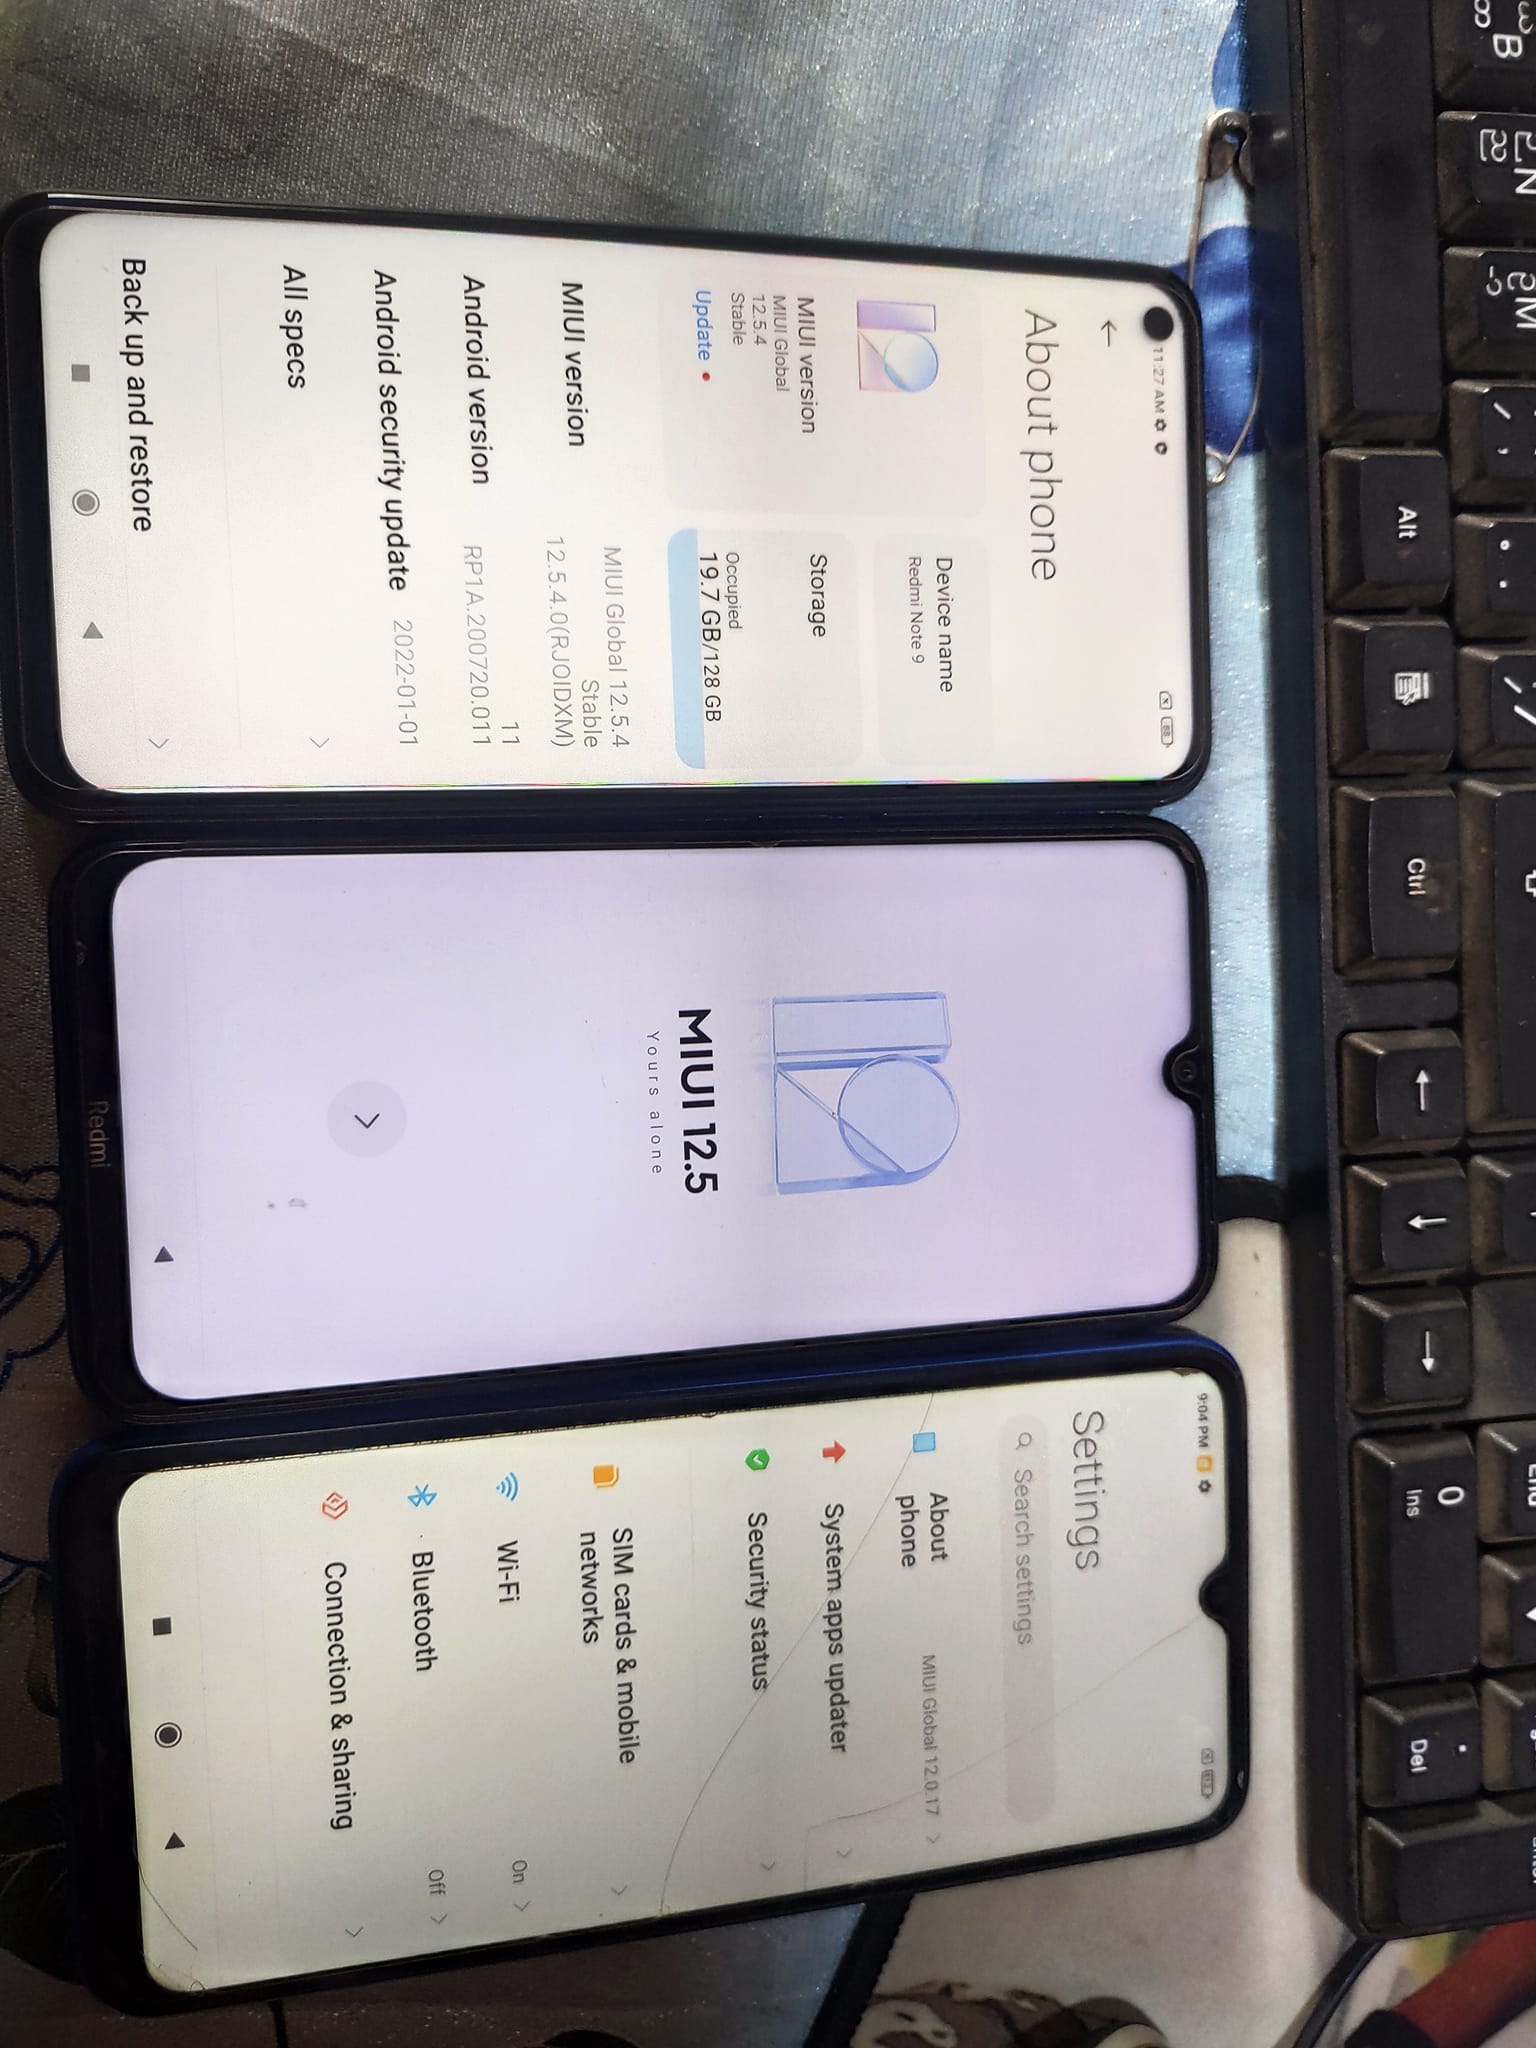 11:27 AM
88
About phone
Device name
Redmi Note 9
MIUI version
MIUI Global
12.5.4
Stable
Update
Storage
Occupied
19.7 GB/128 GB
MIUI version
MIUI Global 12.5.4
Stable
12.5.4.0(RJOIDXM)
Android version
11
RP1A.200720.011
Android security update
2022-01-01
All specs
Back up and restore
MIUI 12.5
Yours alone
Redmi
9:04 PM
Settings
Search settings
About
phone
MIUI Global 12.0.17
System apps updater
Security status
SIM cards & mobile
networks
Wi-Fi
On
Bluetooth
Off
Connection & sharing
B
N
M
Alt
Ctrl
0
Ins
Del